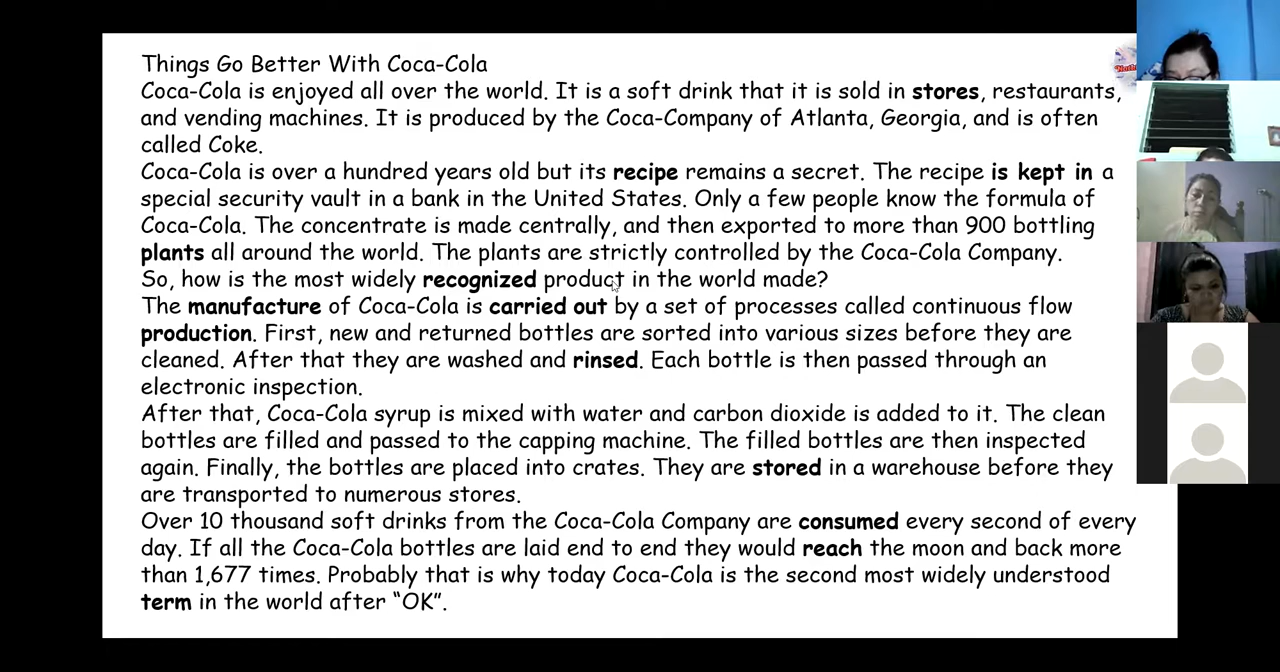 Things Go Better With Coca-Cola
Coca-Cola is enjoyed all over the world. It is a soft drink that it is sold in stores, restaurants,
and vending machines. It is produced by the Coca-Company of Atlanta, Georgia, and is often
called Coke.
Coca-Cola is over a hundred years old but its recipe remains a secret. The recipe is kept in a
special security vault in a bank in the United States. Only a few people know the formula of
Coca-Cola. The concentrate is made centrally, and then exported to more than 900 bottling
plants all around the world. The plants are strictly controlled by the Coca-Cola Company.
So, how is the most widely recognized product in the world made?
The manufacture of Coca-Cola is carried out by a set of processes called continuous flow
production. First, new and returned bottles are sorted into various sizes before they are
cleaned. After that they are washed and rinsed. Each bottle is then passed through an
electronic inspection.
After that, Coca-Cola syrup is mixed with water and carbon dioxide is added to it. The clean
bottles are filled and passed to the capping machine. The filled bottles are then inspected
again. Finally, the bottles are placed into crates. They are stored in a warehouse before they
are transported to numerous stores.
Over 10 thousand soft drinks from the Coca-Cola Company are consumed every second of every
day. If all the Coca-Cola bottles are laid end to end they would reach the moon and back more
than 1,677 times. Probably that is why today Coca-Cola is the second most widely understood
term in the world after “OK”.